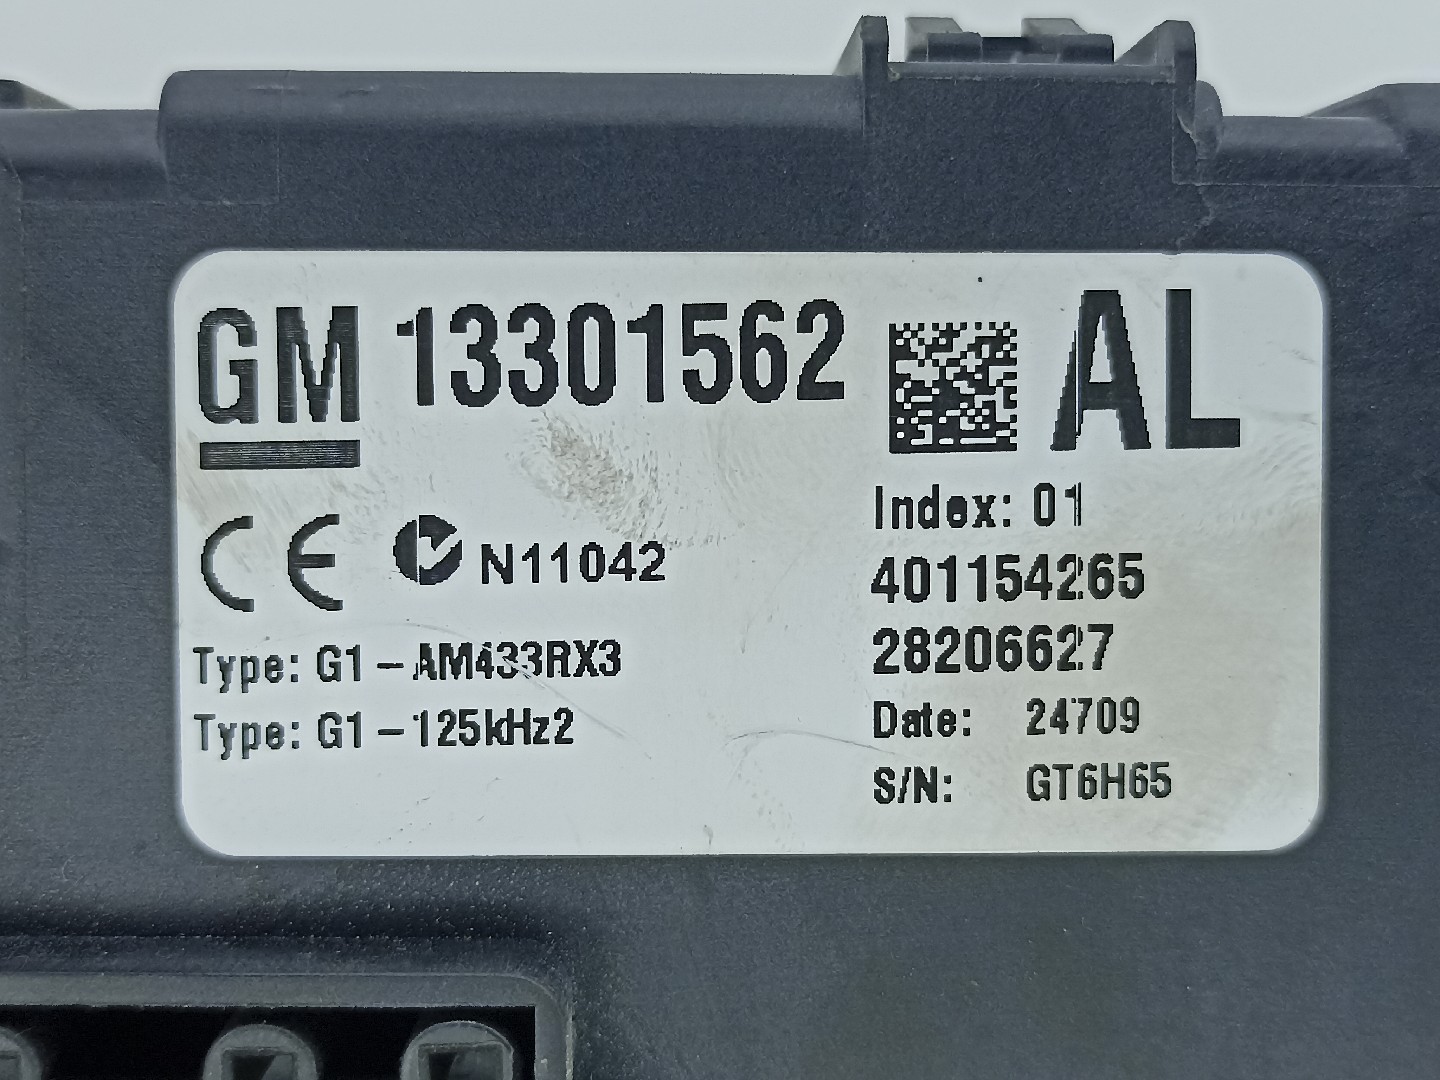 GM 13301562 AL
Index: 01
CE N11042
401154265
Type: G1-AM433RX3
28206627
Type: G1-125kHz2
Date: 24709
S/N: GT6H65